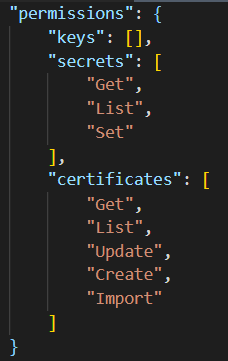 "permissions": {
    "keys": [],
    "secrets": [
        "Get",
        "List",
        "Set"
    ],
    "certificates": [
        "Get",
        "List",
        "Update",
        "Create",
        "Import"
    ]
}